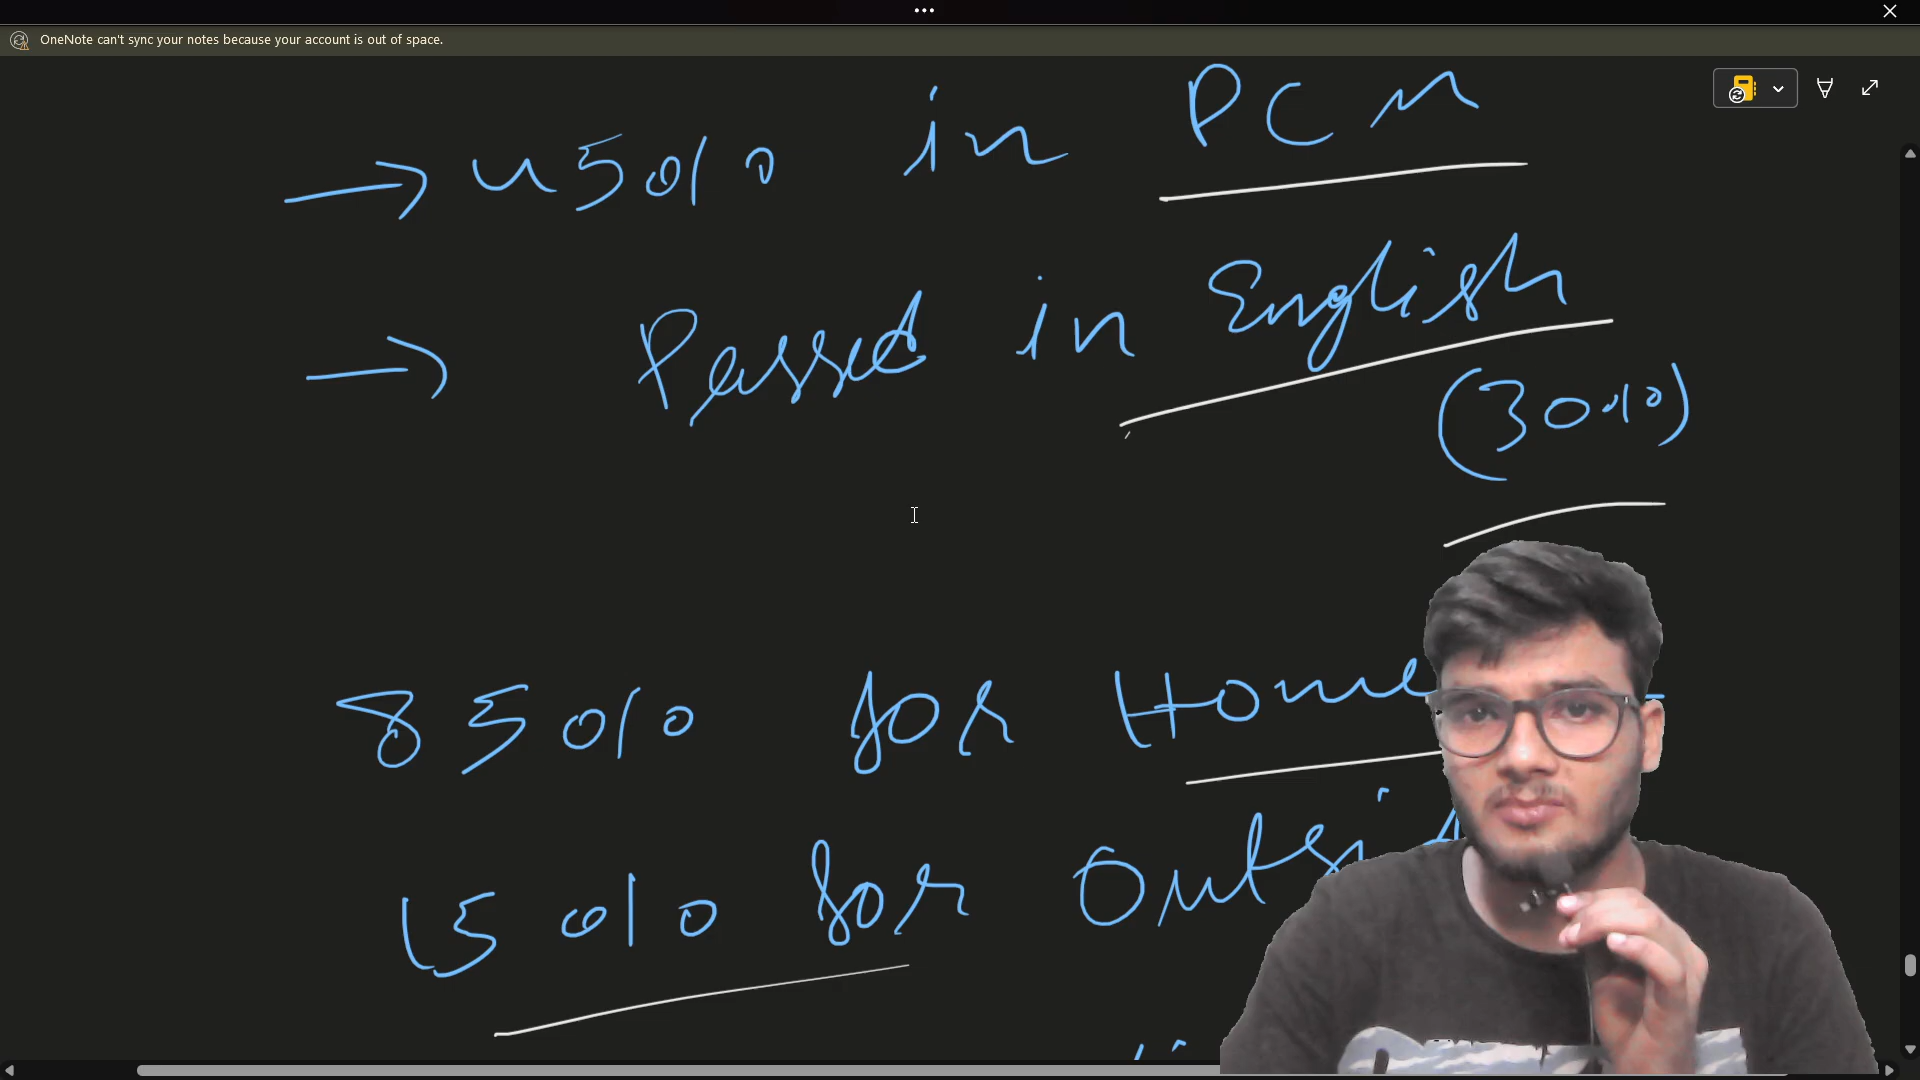 OneNote can't sync your notes because your account is out of space.
→ 45% in PCM
→ Passed in English
(30%)
85% for Home
15% for